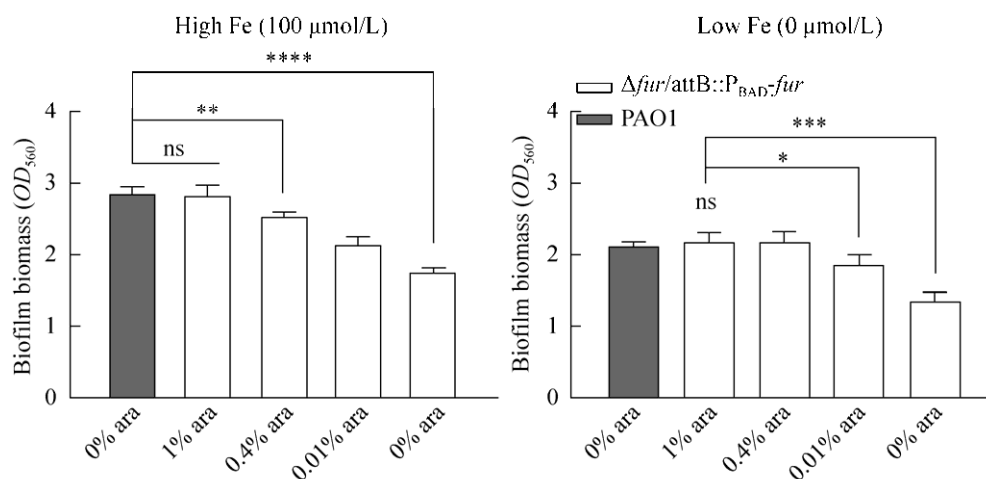 High Fe (100 μmol/L)
****
**
ns
4
3
2
1
0
Biofilm biomass (OD560)
0% ara
1% ara
0.4% ara
0.01% ara
0% ara
Low Fe (0 μmol/L)
Δfur/attB::PBAD-fur
PAO1
***
*
ns
4
3
2
1
0
Biofilm biomass (OD560)
0% ara
1% ara
0.4% ara
0.01% ara
0% ara